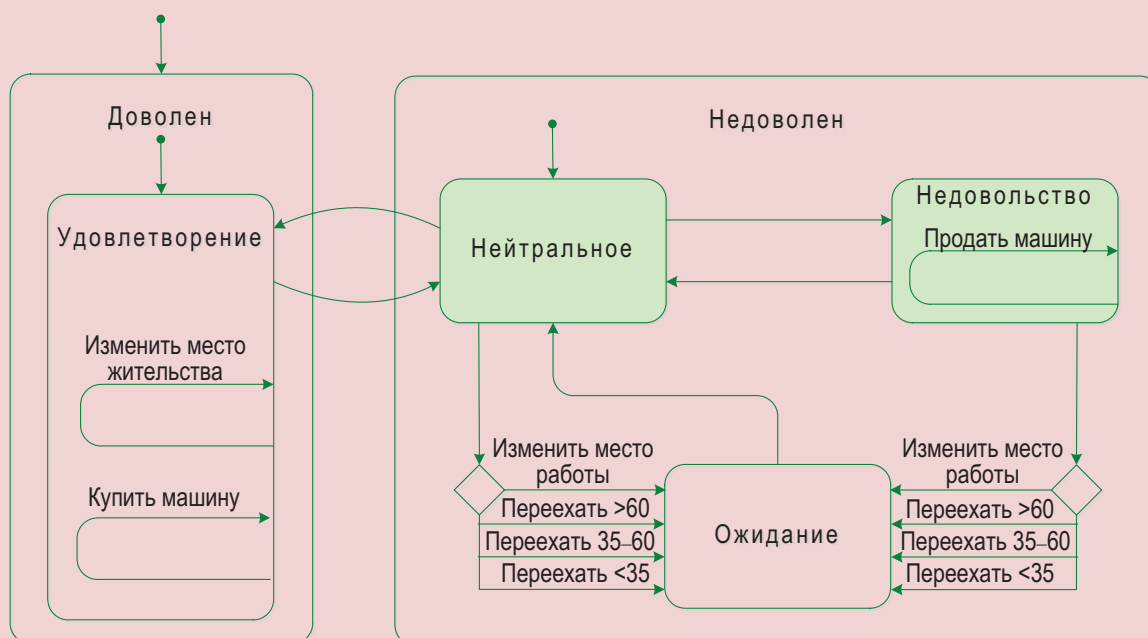 Доволен
Недоволен
Удовлетворение
Нейтральное
Недовольство
Продать машину
Изменить место
жительства
Купить машину
Изменить место
работы
Переехать >60
Переехать 35–60
Переехать <35
Ожидание
Изменить место
работы
Переехать >60
Переехать 35–60
Переехать <35